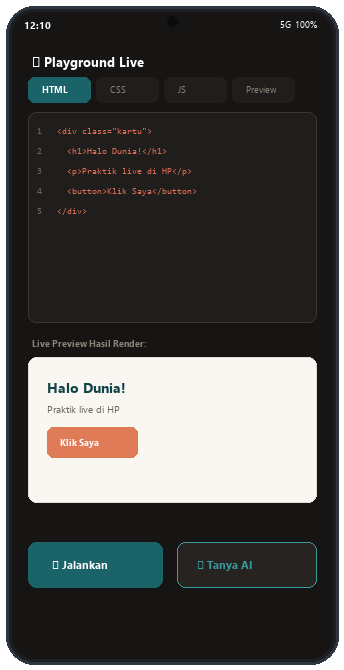 12:10
5G 100%
Playground Live
HTML CSS JS Preview
1 <div class="kartu">
2 <h1>Halo Dunia!</h1>
3 <p>Praktik live di HP</p>
4 <button>Klik Saya</button>
5 </div>
Live Preview Hasil Render:
Halo Dunia!
Praktik live di HP
Klik Saya
Jalankan
Tanya AI